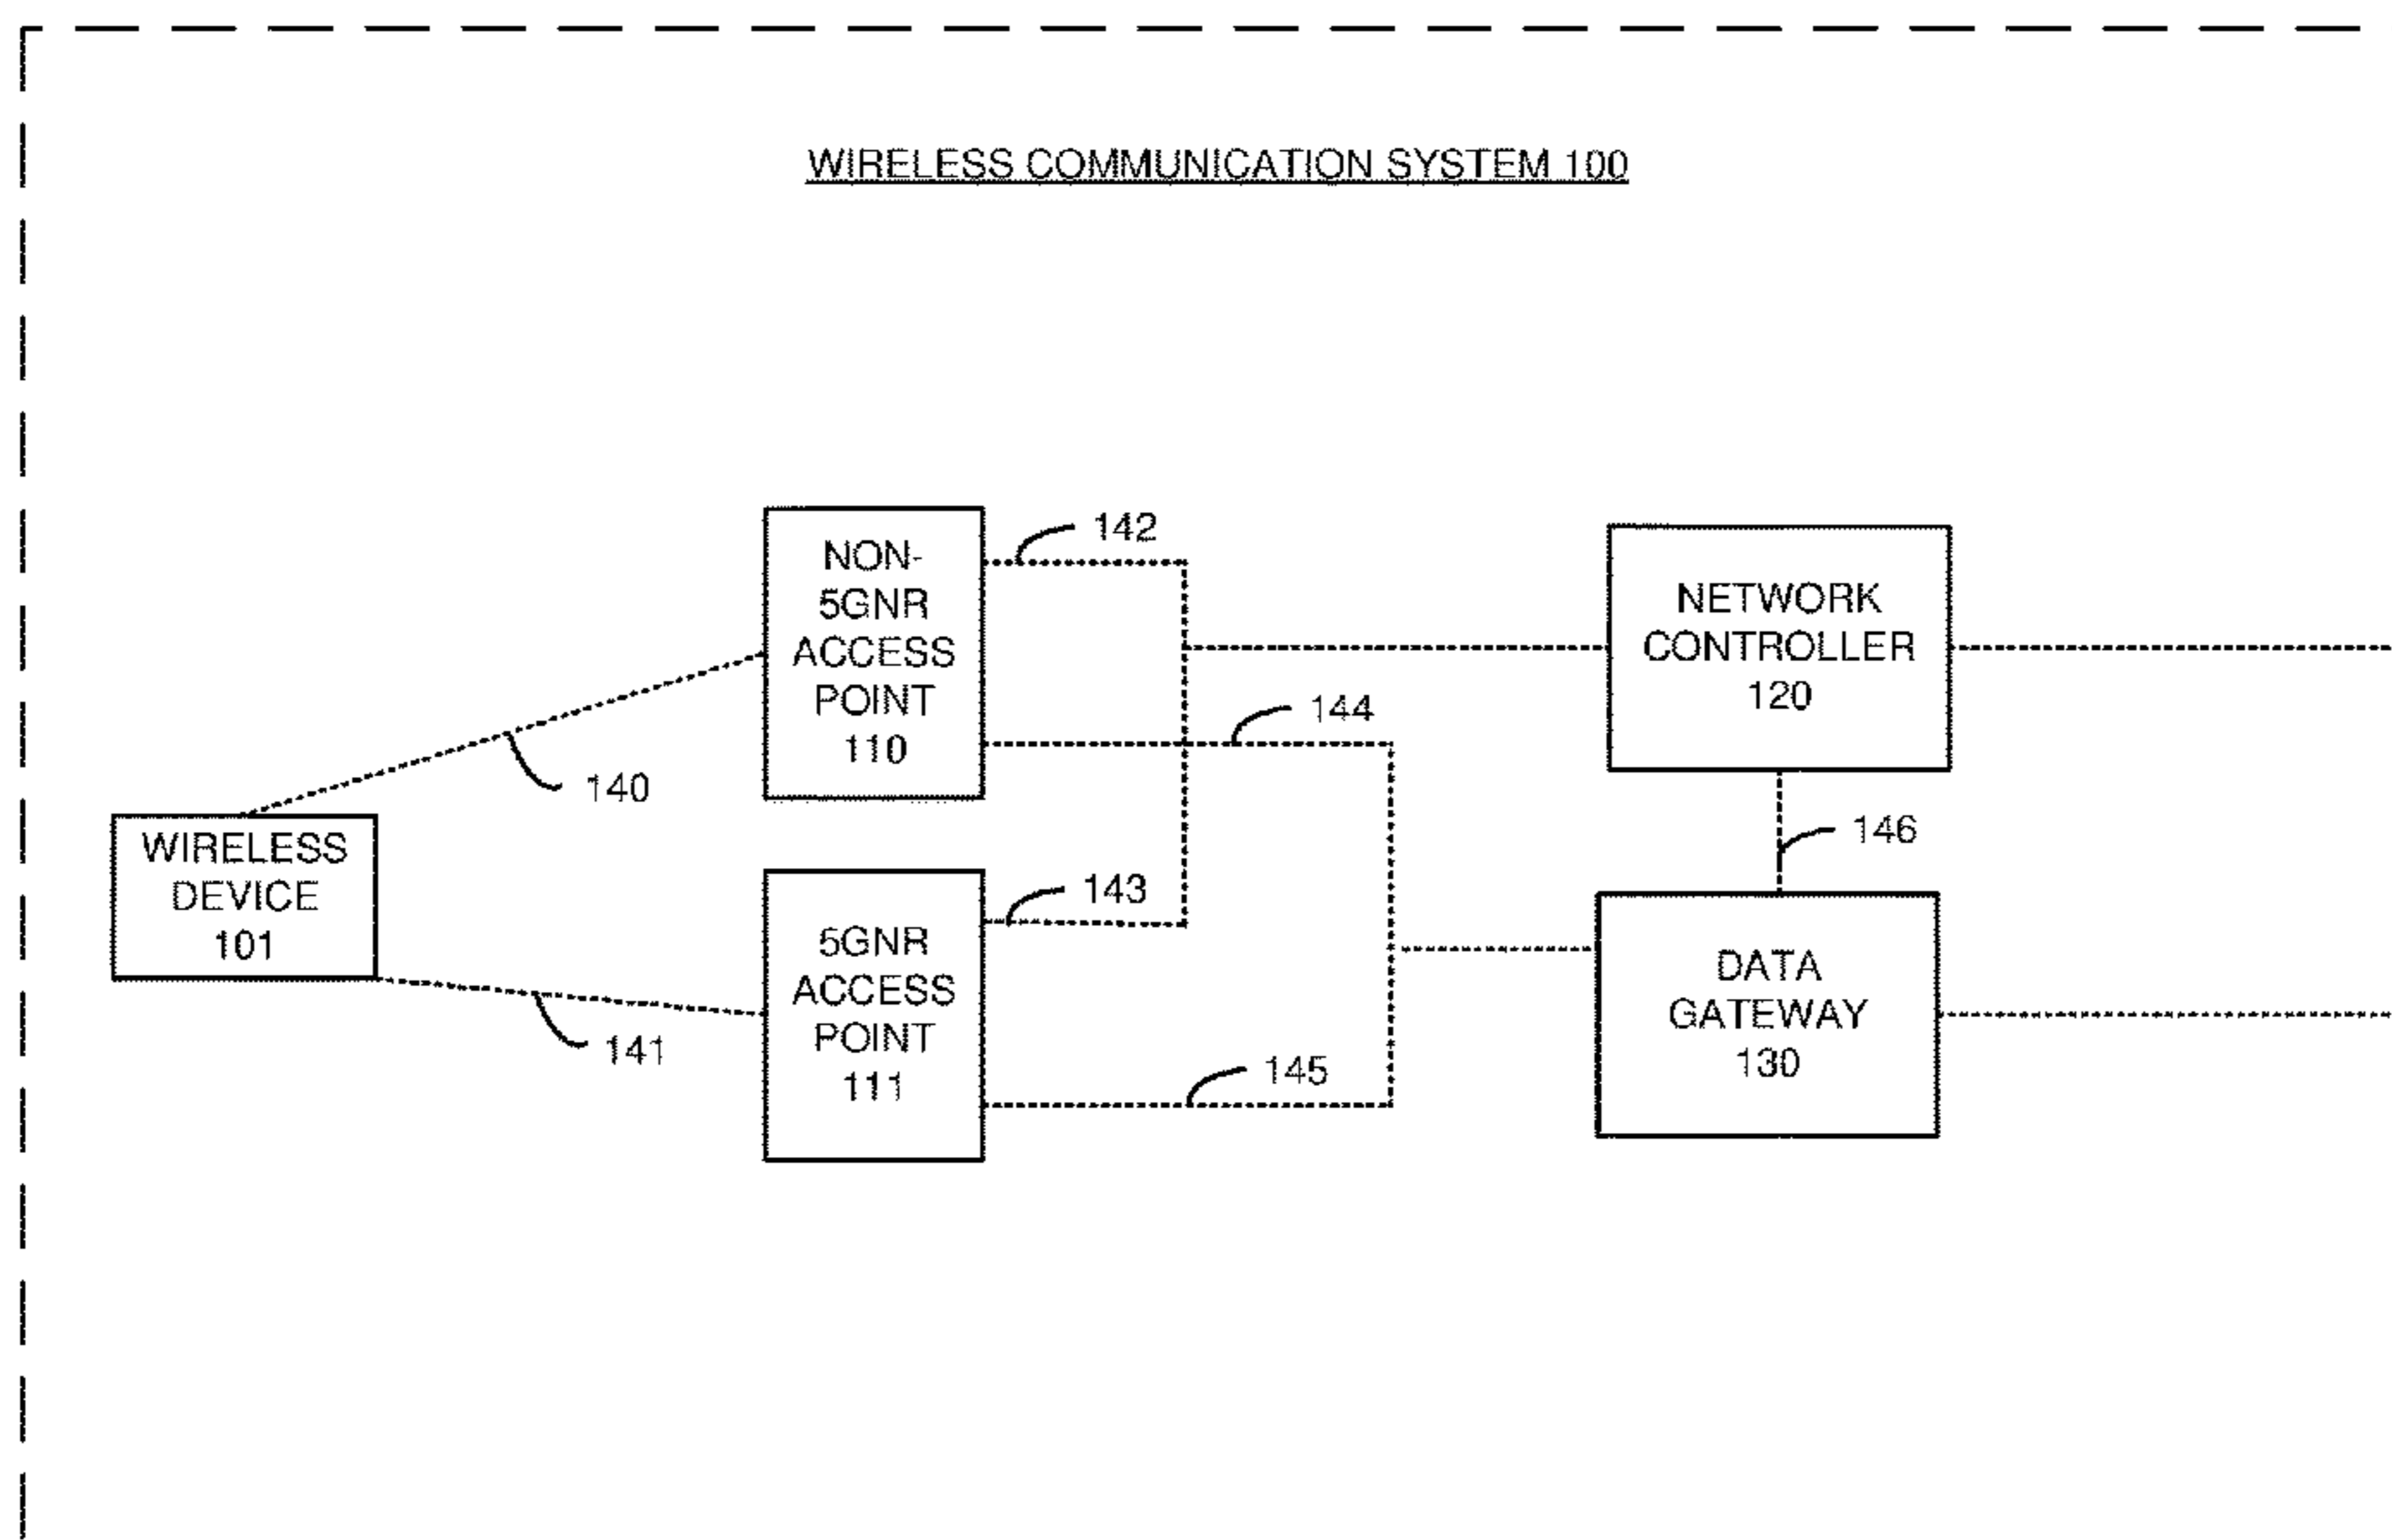 WIRELESS COMMUNICATION SYSTEM 100
NON-
5GNR
ACCESS
POINT
110
142
NETWORK
CONTROLLER
120
144
140
146
WIRELESS
DEVICE
101
143
5GNR
ACCESS
POINT
111
DATA
GATEWAY
130
141
145